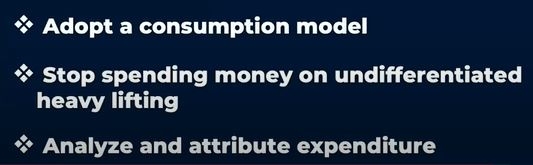 ❖ Adopt a consumption model
❖ Stop spending money on undifferentiated
heavy lifting
❖ Analyze and attribute expenditure